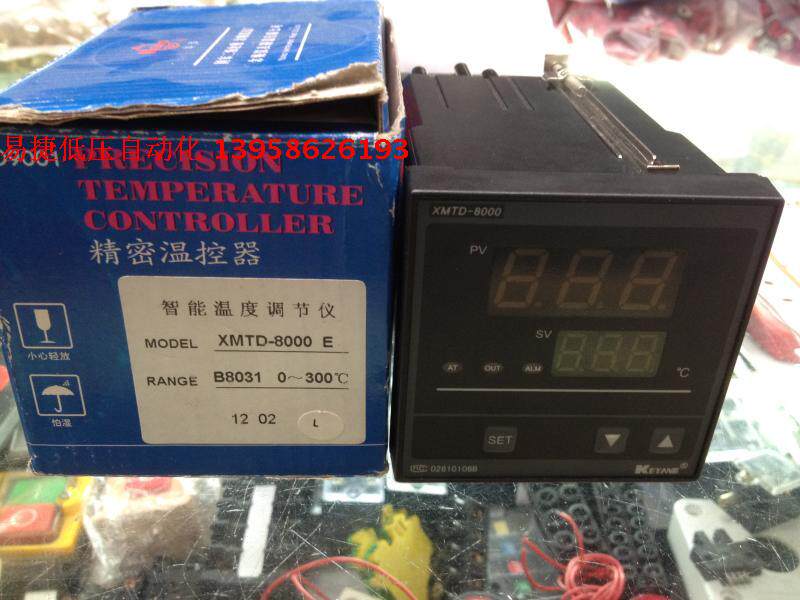 易捷低压自动化 13958626193
PRECISION
TEMPERATURE
CONTROLLER
精密温控器
小心轻放
怕湿
智能温度调节仪
MODEL XMTD-8000 E
RANGE B8031 0～300℃
12 02
L
XMTD-8000
PV
SV
AT OUT ALM
℃
SET
MC 02810106B
KEYANG®